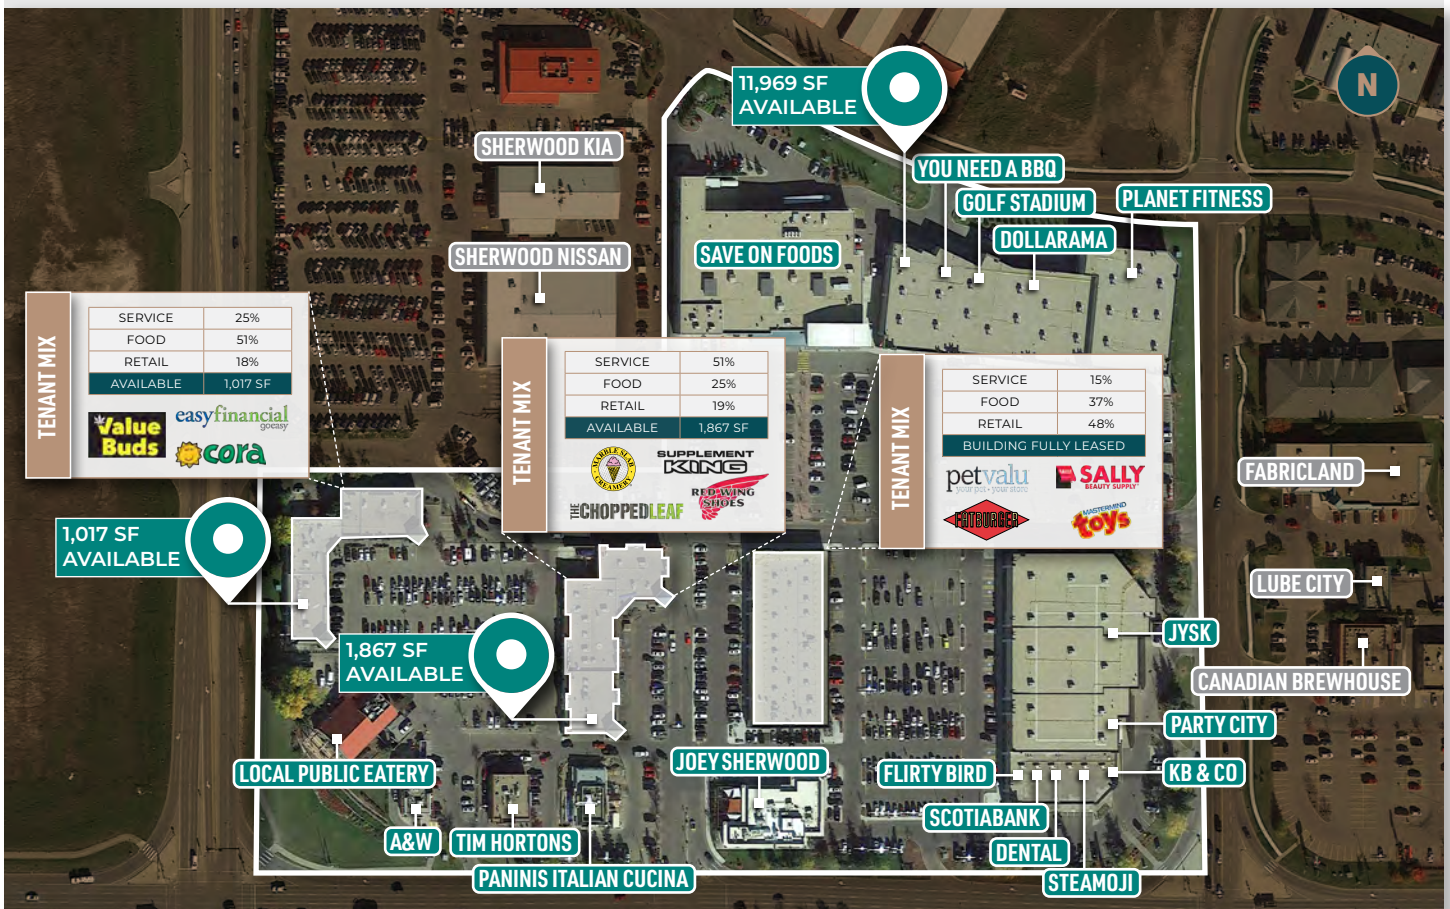 11,969 SF
AVAILABLE
N
SHERWOOD KIA
YOU NEED A BBQ
GOLF STADIUM
PLANET FITNESS
DOLLARAMA
SAVE ON FOODS
SHERWOOD NISSAN
TENANT MIX
SERVICE 25%
FOOD 51%
RETAIL 18%
AVAILABLE 1,017 SF
Value
Buds
easyfinancial
goeasy
cora
TENANT MIX
SERVICE 51%
FOOD 25%
RETAIL 19%
AVAILABLE 1,867 SF
MARBLE SLAB
CREAMERY
SUPPLEMENT
KING
THE CHOPPEDLEAF
RED WING
SHOES
TENANT MIX
SERVICE 15%
FOOD 37%
RETAIL 48%
BUILDING FULLY LEASED
petvalu
your pet • your store
SALLY
BEAUTY SUPPLY
FATBURGER
MASTERMIND
toys
FABRICLAND
1,017 SF
AVAILABLE
LUBE CITY
1,867 SF
AVAILABLE
JYSK
CANADIAN BREWHOUSE
PARTY CITY
LOCAL PUBLIC EATERY
JOEY SHERWOOD
FLIRTY BIRD
KB & CO
SCOTIABANK
A&W
TIM HORTONS
DENTAL
PANINIS ITALIAN CUCINA
STEAMOJI